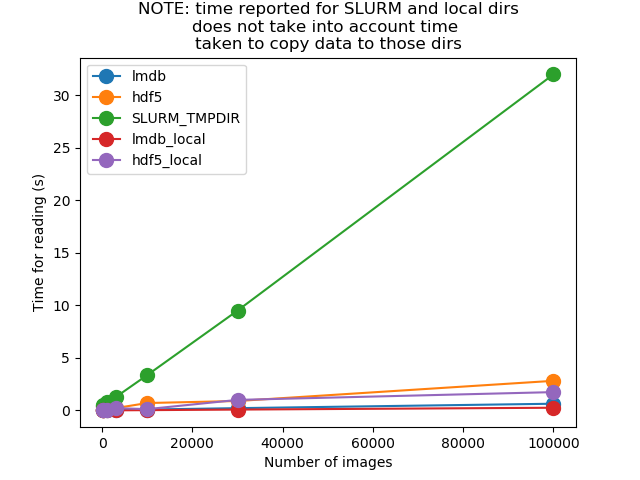 NOTE: time reported for SLURM and local dirs
does not take into account time
taken to copy data to those dirs
lmdb
hdf5
SLURM_TMPDIR
lmdb_local
hdf5_local
Time for reading (s)
30
25
20
15
10
5
0
0 20000 40000 60000 80000 100000
Number of images